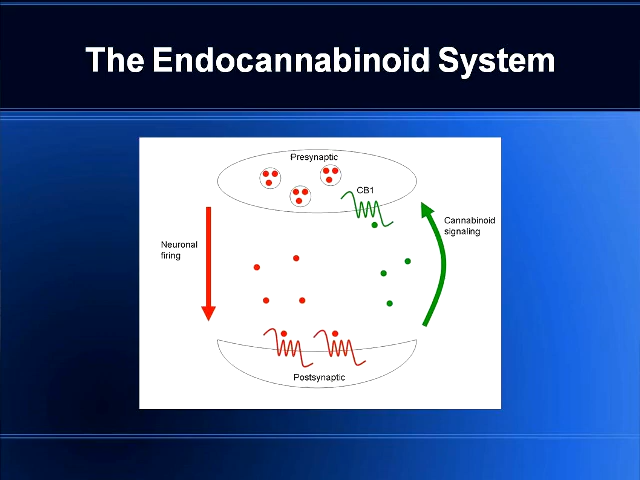 The Endocannabinoid System
Presynaptic
CB1
Cannabinoid
signaling
Neuronal
firing
Postsynaptic